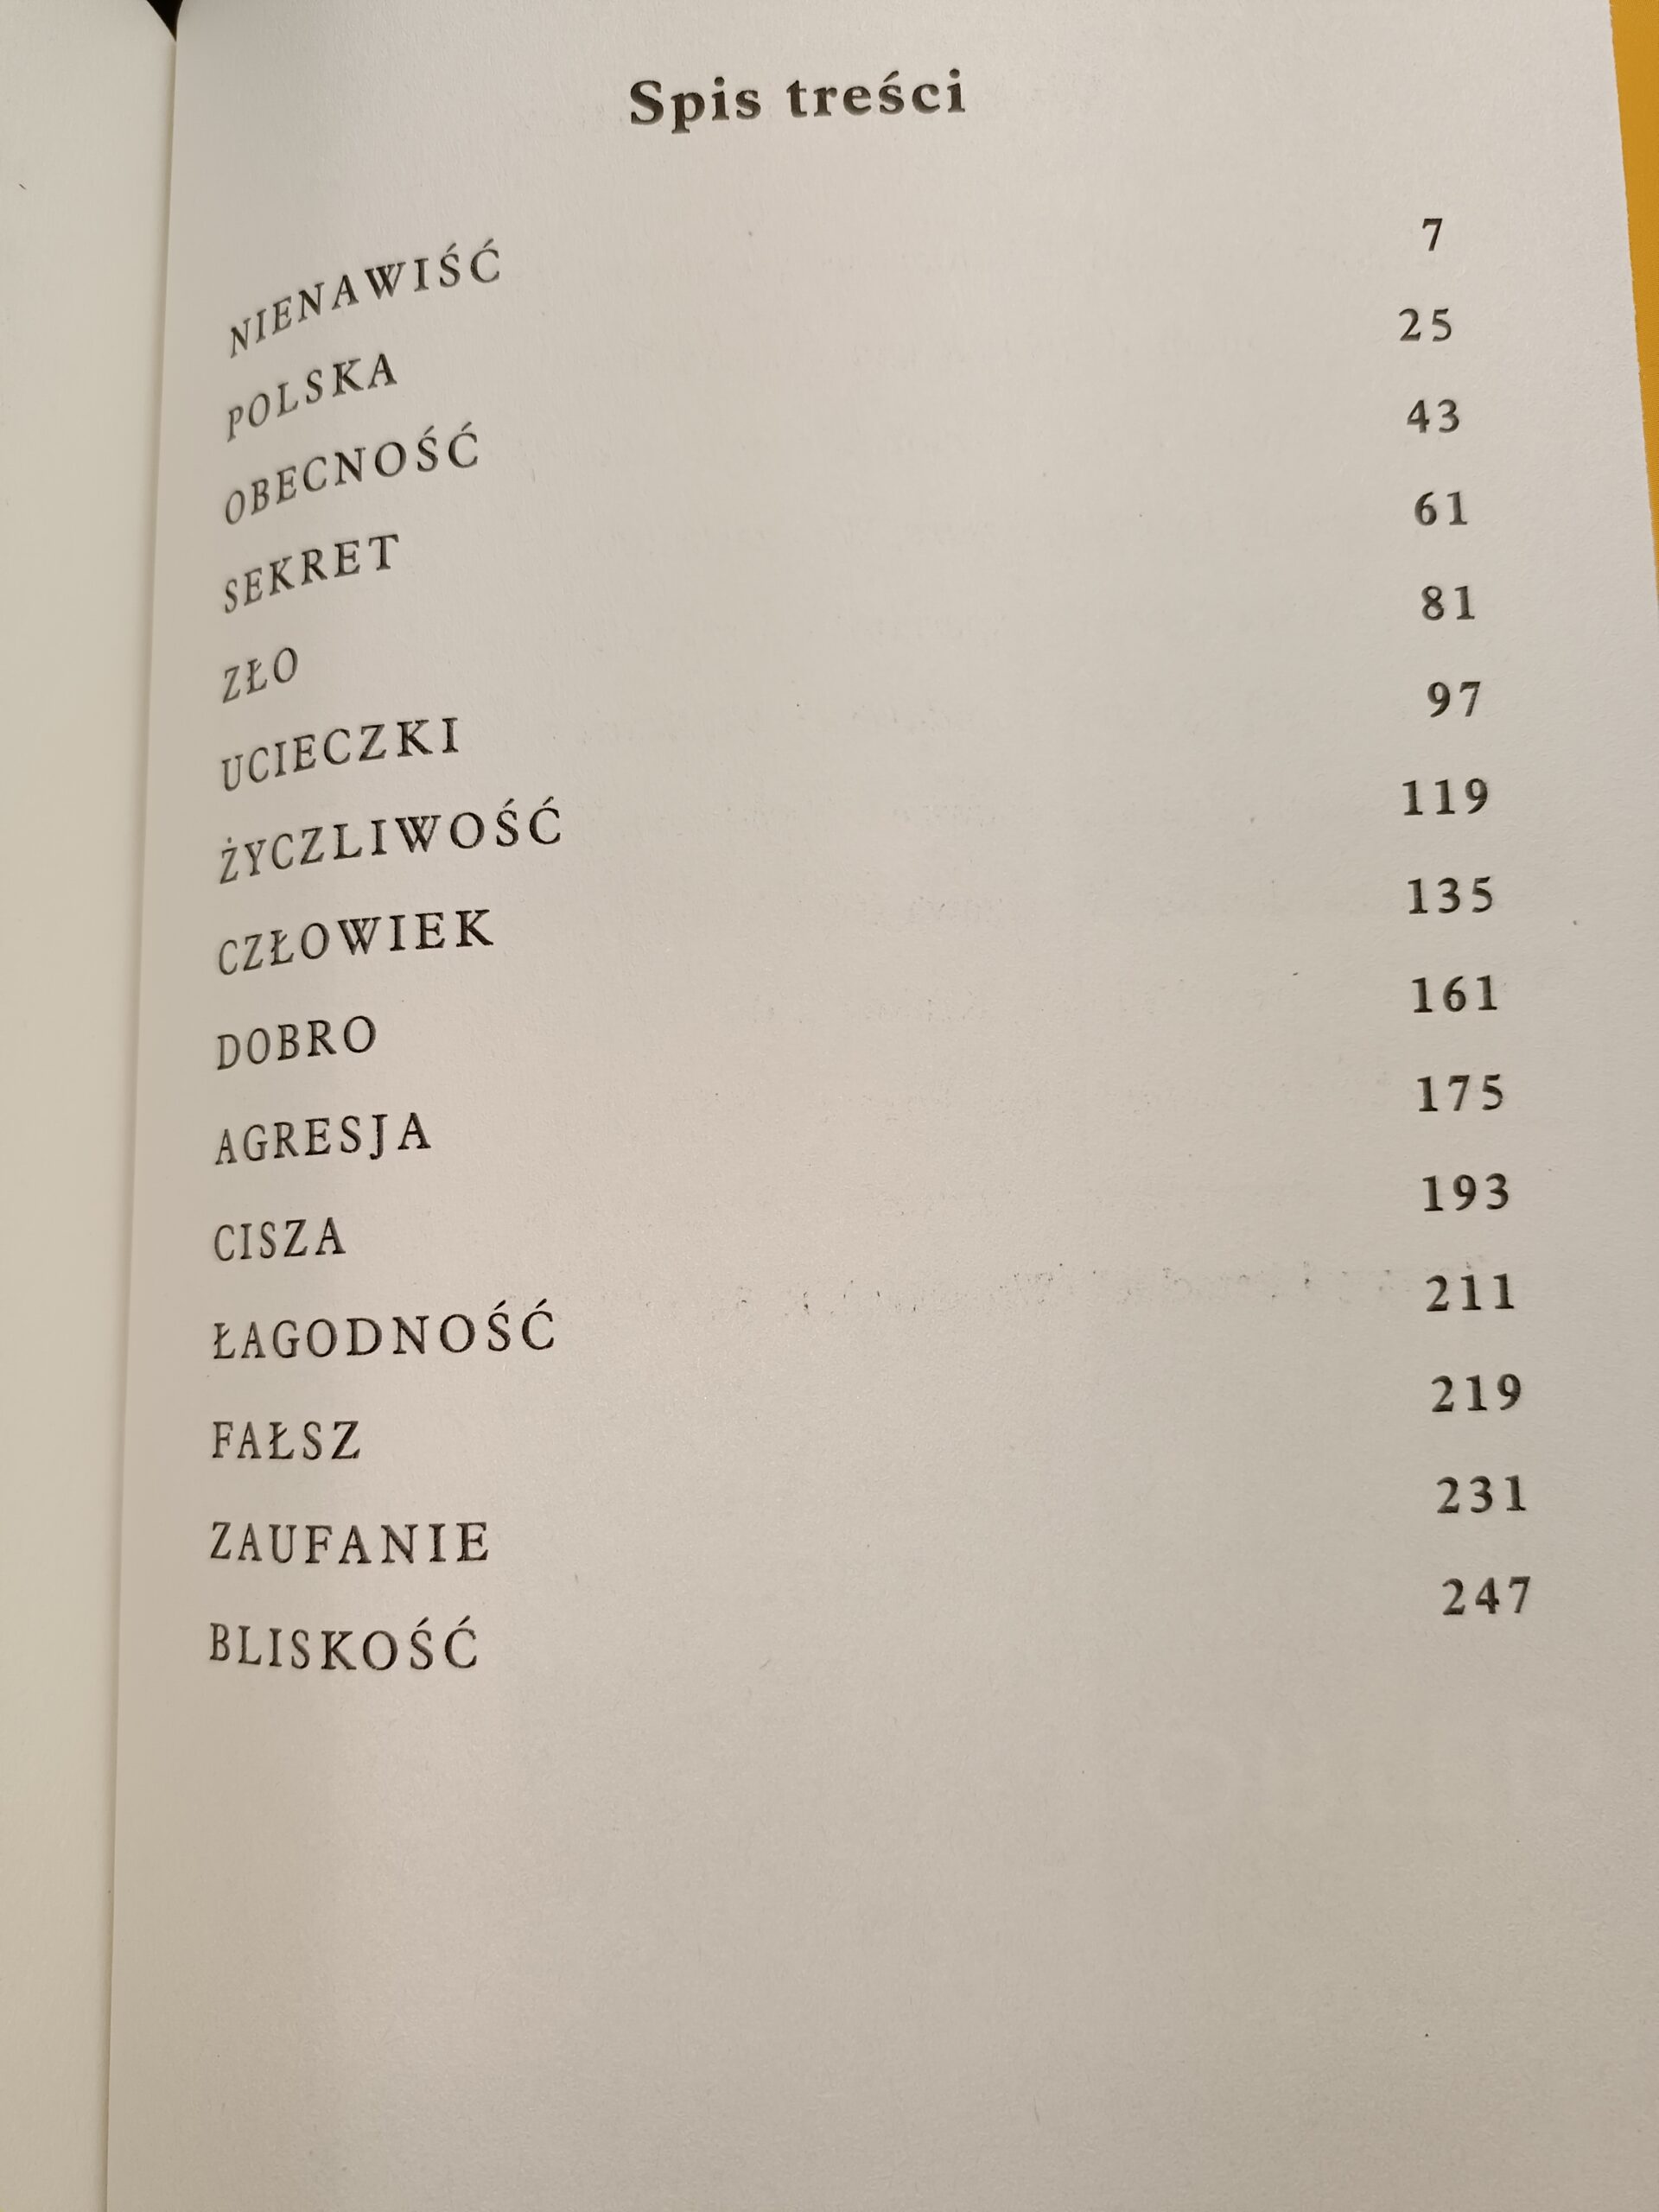 Spis treści
NIENAWIŚĆ 7
POLSKA 25
OBECNOŚĆ 43
SEKRET 61
ZŁO 81
UCIECZKI 97
ŻYCZLIWOŚĆ 119
CZŁOWIEK 135
DOBRO 161
AGRESJA 175
CISZA 193
ŁAGODNOŚĆ 211
FAŁSZ 219
ZAUFANIE 231
BLISKOŚĆ 247